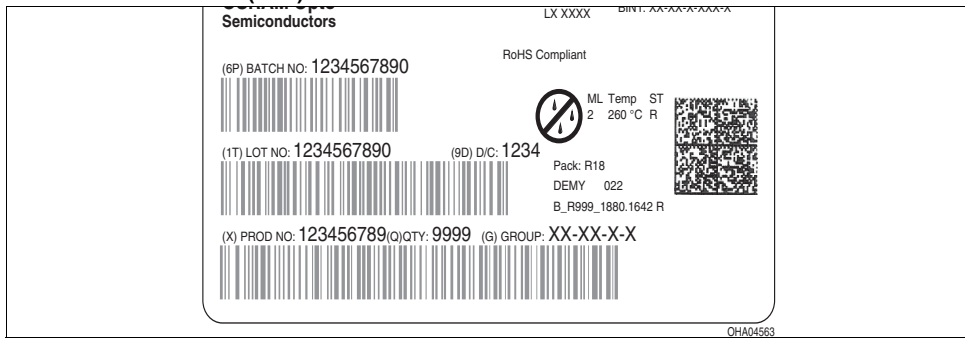 Semiconductors
LX XXXX
RoHS Compliant
(6P) BATCH NO: 1234567890
ML Temp ST
2 260 °C R
(1T) LOT NO: 1234567890 (9D) D/C: 1234
Pack: R18
DEMY 022
B_R999_1880.1642 R
(X) PROD NO: 123456789(Q)QTY: 9999 (G) GROUP: XX-XX-X-X
OHA04563